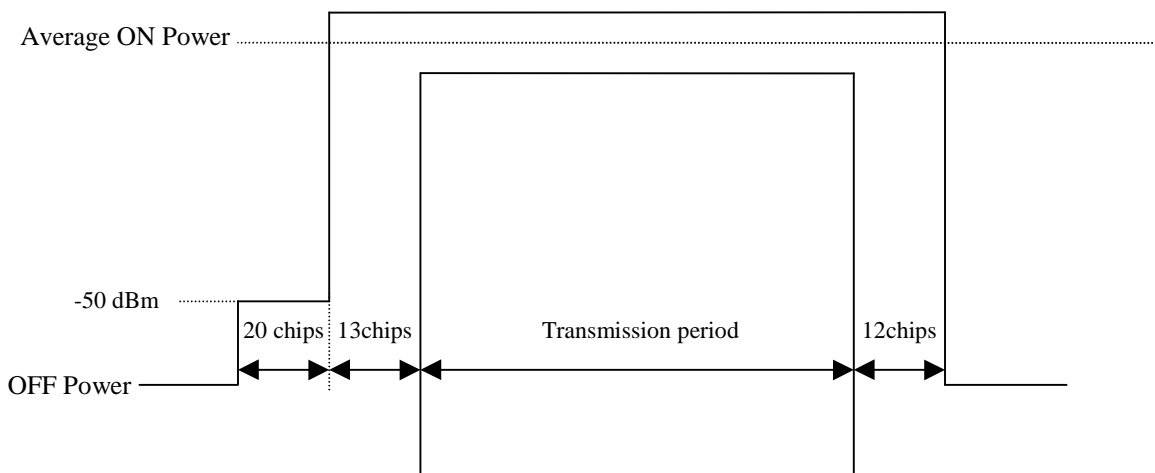 Average ON Power
-50 dBm
20 chips 13chips Transmission period 12chips
OFF Power